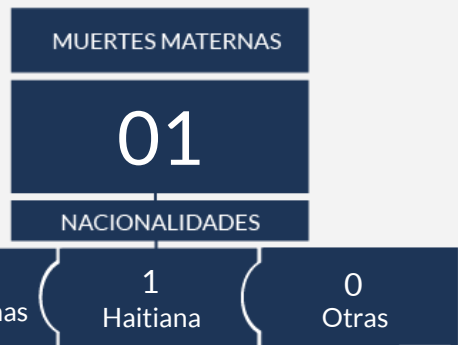 MUERTES MATERNAS
01
NACIONALIDADES
1
Haitiana
0
Otras